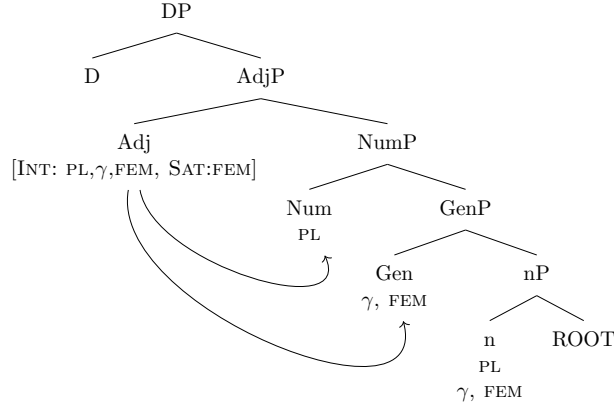 DP
D AdjP
Adj NumP
[INT: PL,γ,FEM, SAT:FEM]
Num GenP
PL
Gen nP
γ, FEM
n ROOT
PL
γ, FEM